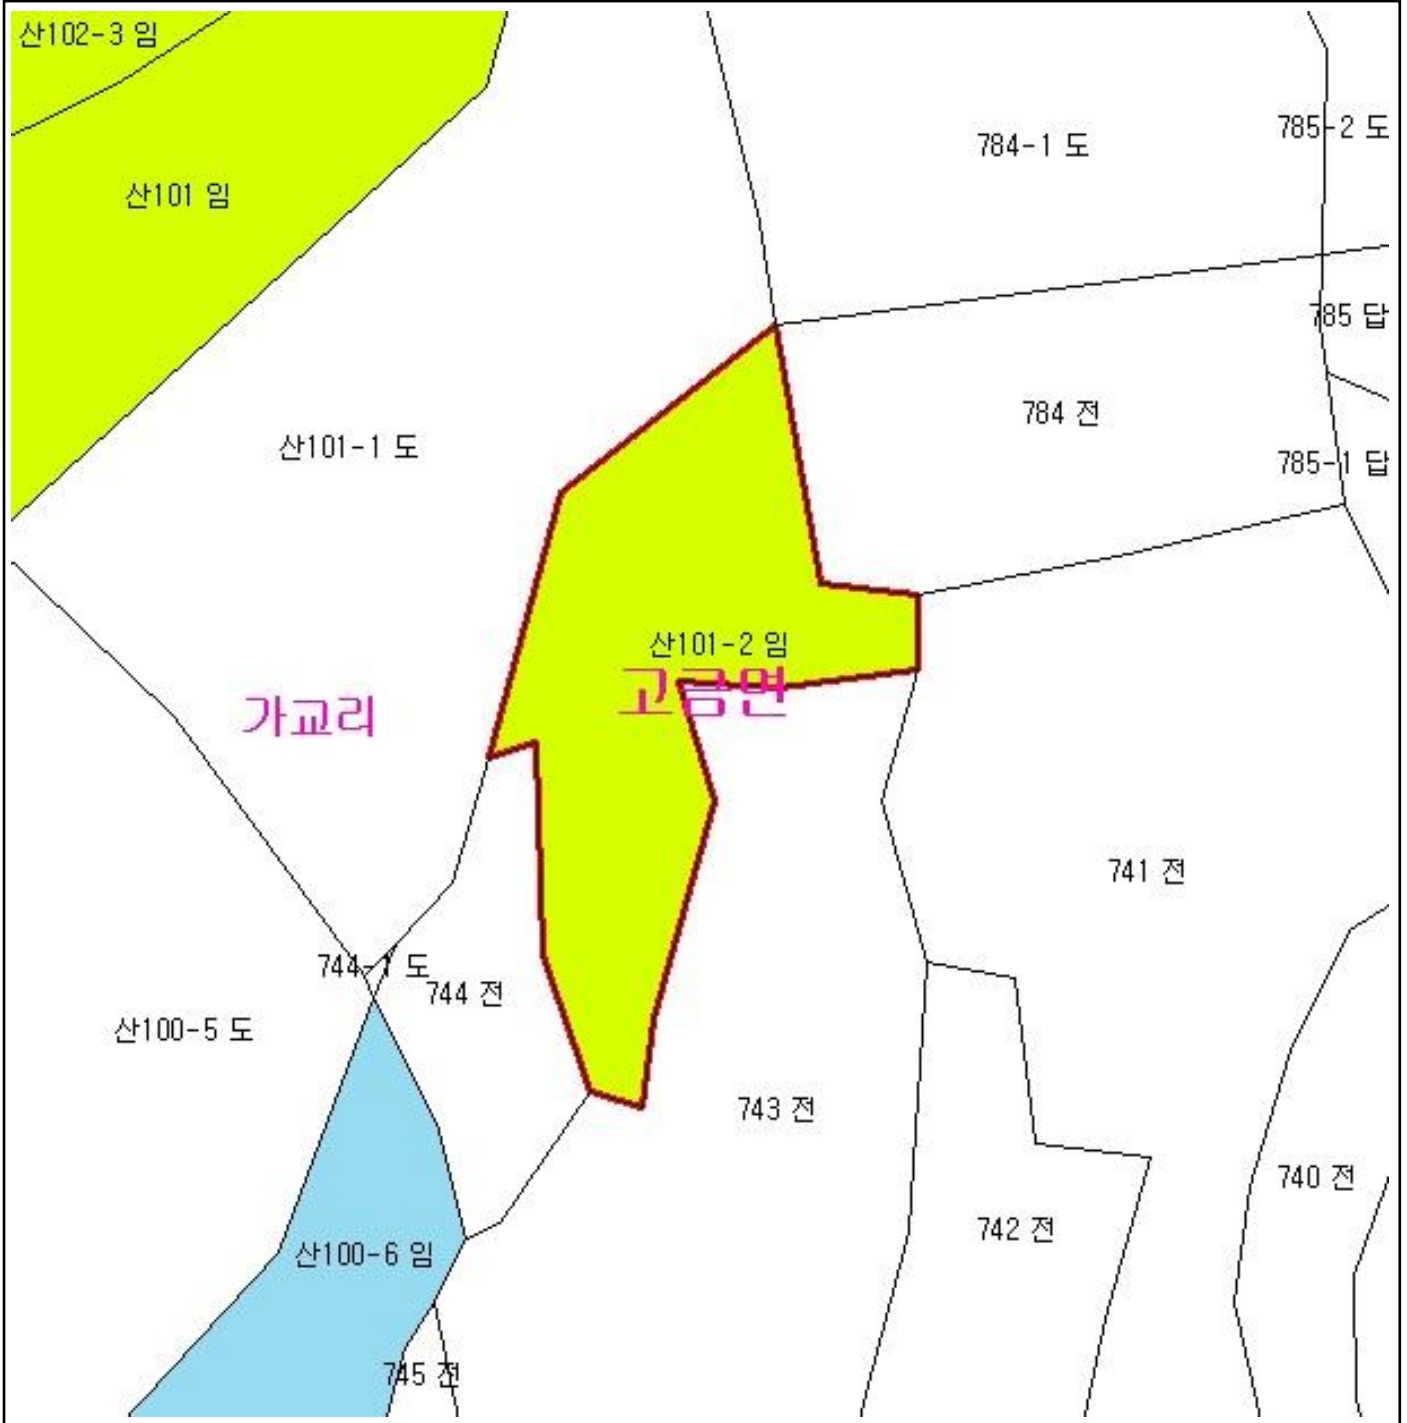 산102-3 임
785-2 도
784-1 도
산101 임
785 답
784 전
산101-1 도
785-1 답
산101-2 임
고금면
가교리
741 전
744-1 도
744 전
산100-5 도
743 전
740 전
742 전
산100-6 임
745 전